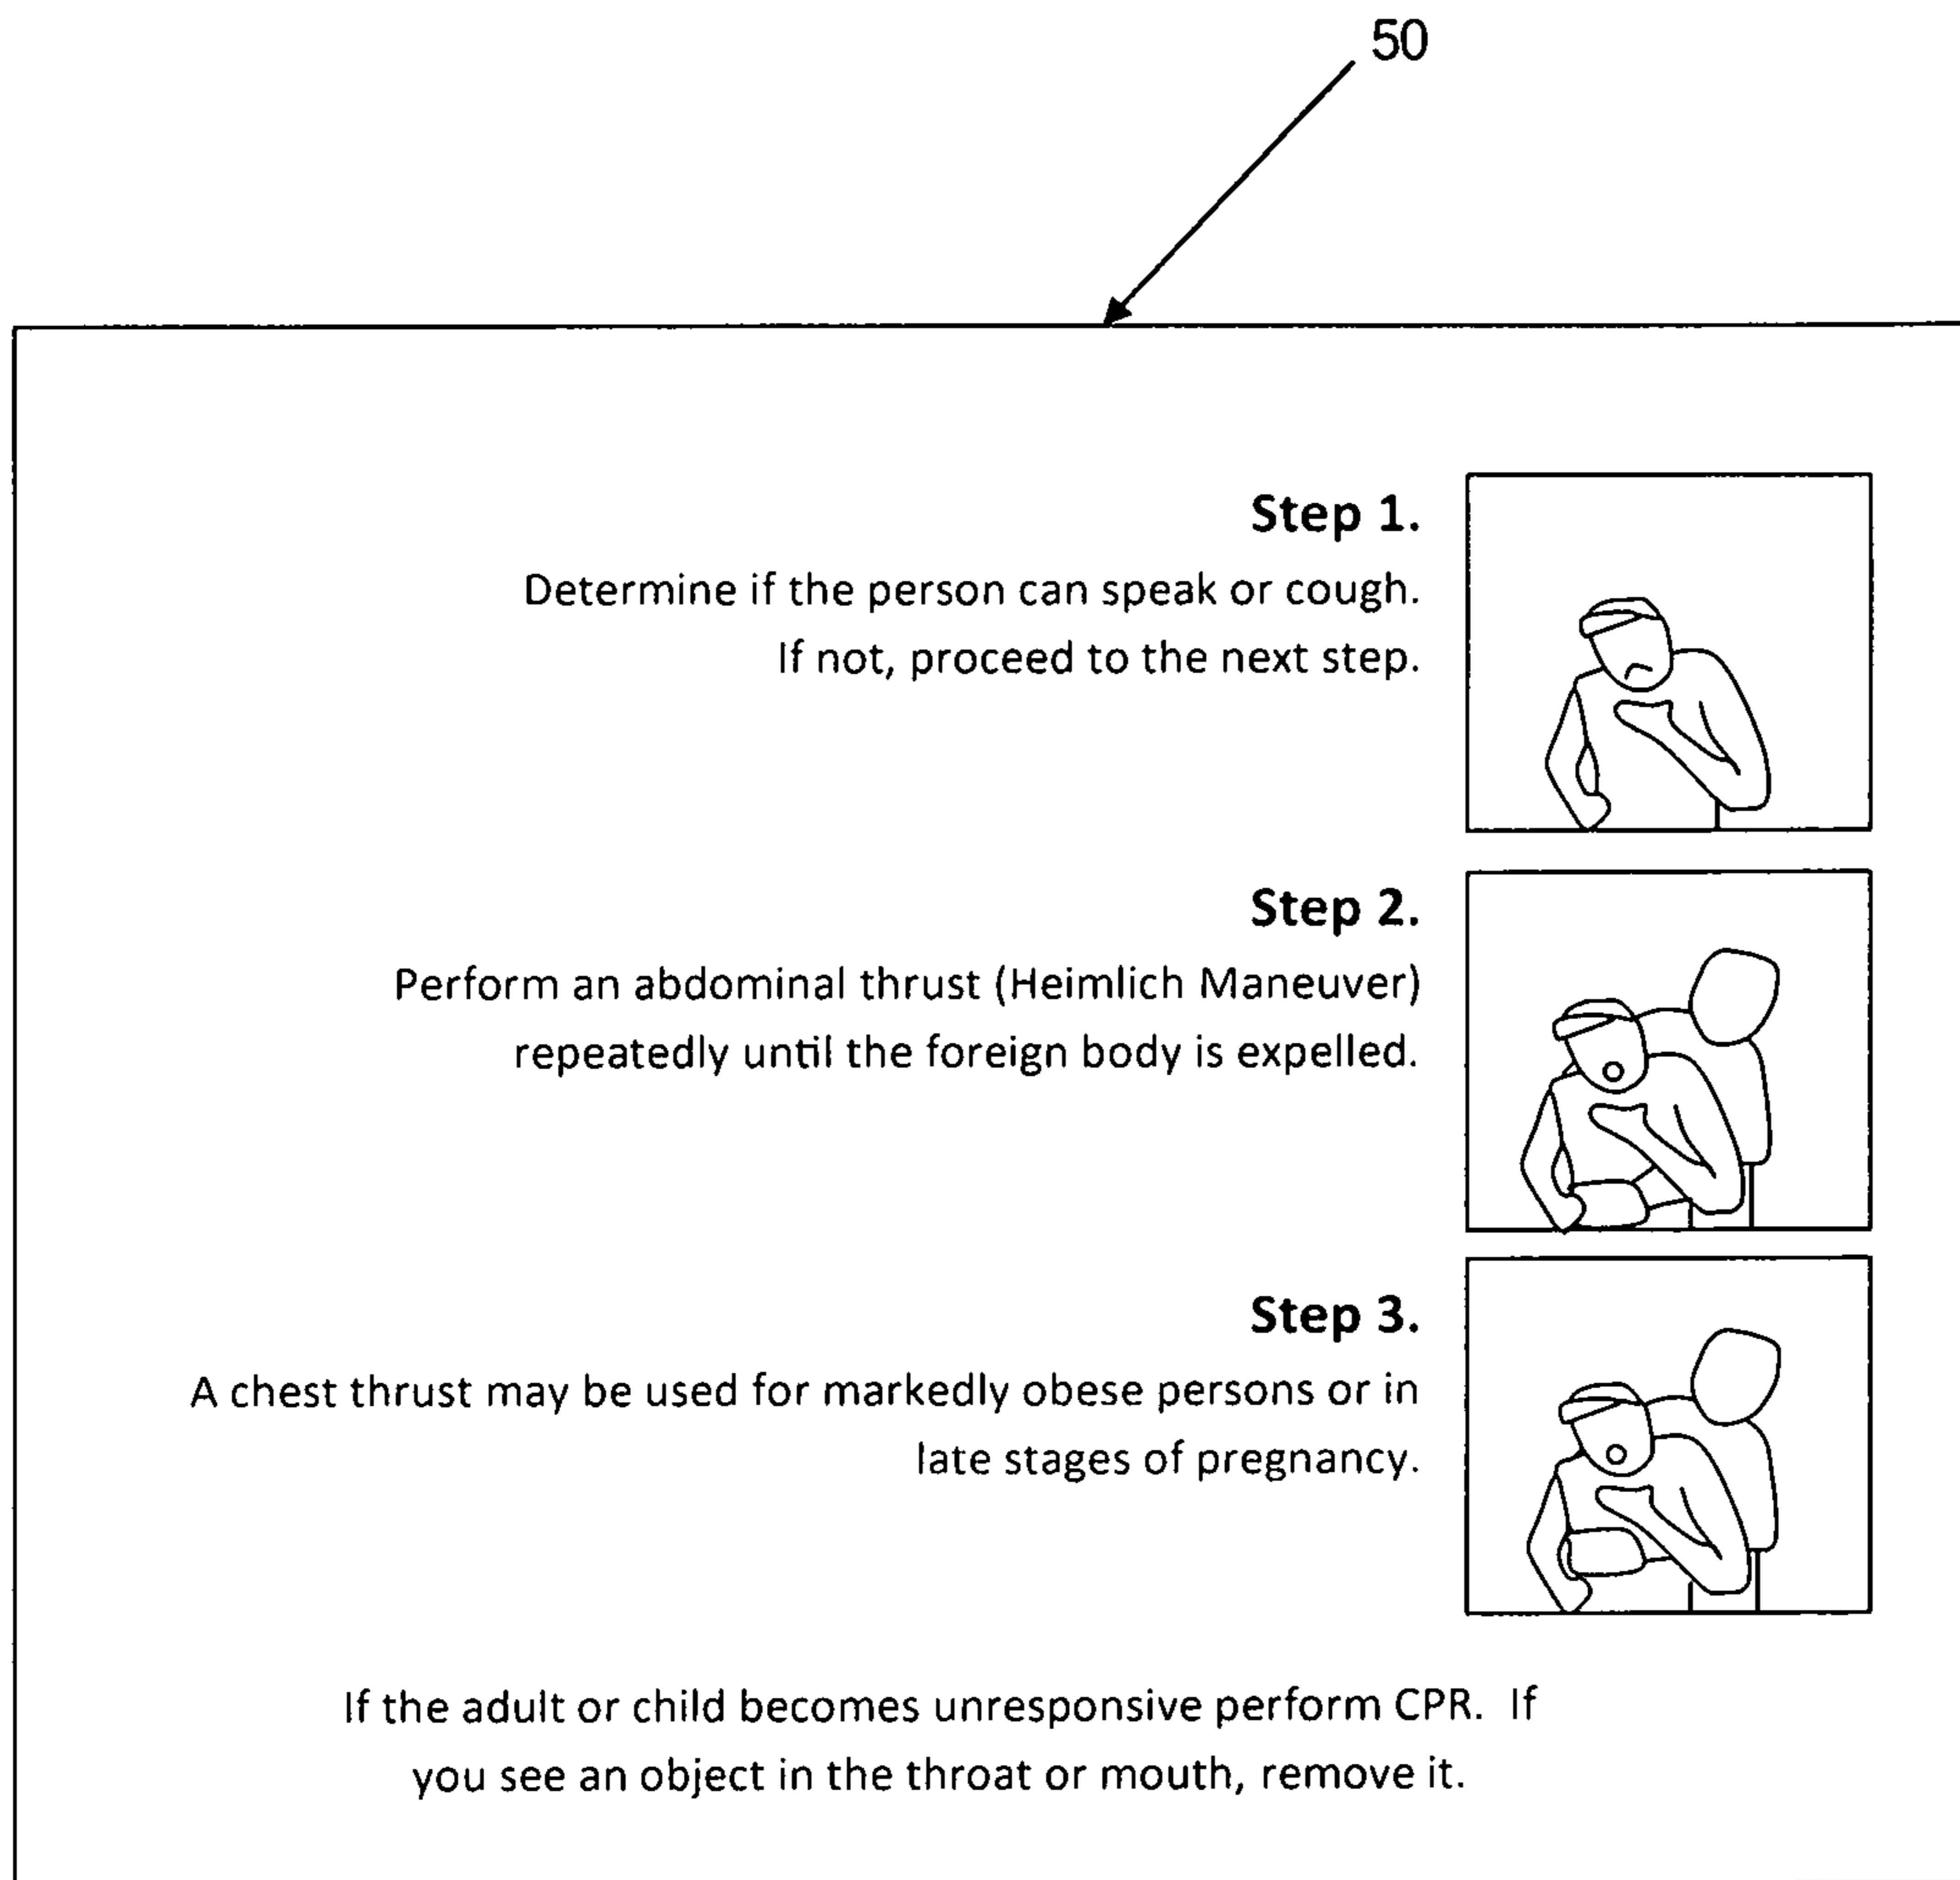 50
Step 1.
Determine if the person can speak or cough.
If not, proceed to the next step.
Step 2.
Perform an abdominal thrust (Heimlich Maneuver)
repeatedly until the foreign body is expelled.
Step 3.
A chest thrust may be used for markedly obese persons or in
late stages of pregnancy.
If the adult or child becomes unresponsive perform CPR.  If
you see an object in the throat or mouth, remove it.